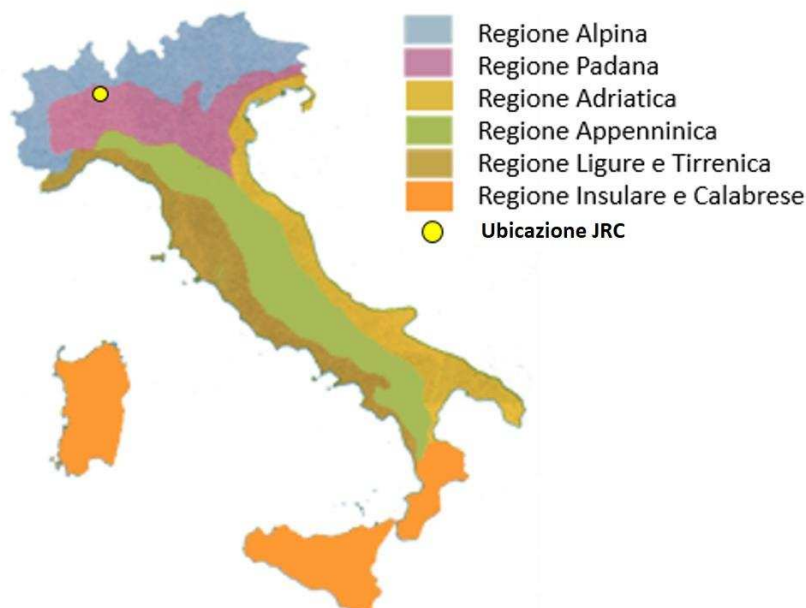 Regione Alpina
Regione Padana
Regione Adriatica
Regione Appenninica
Regione Ligure e Tirrenica
Regione Insulare e Calabrese
Ubicazione JRC